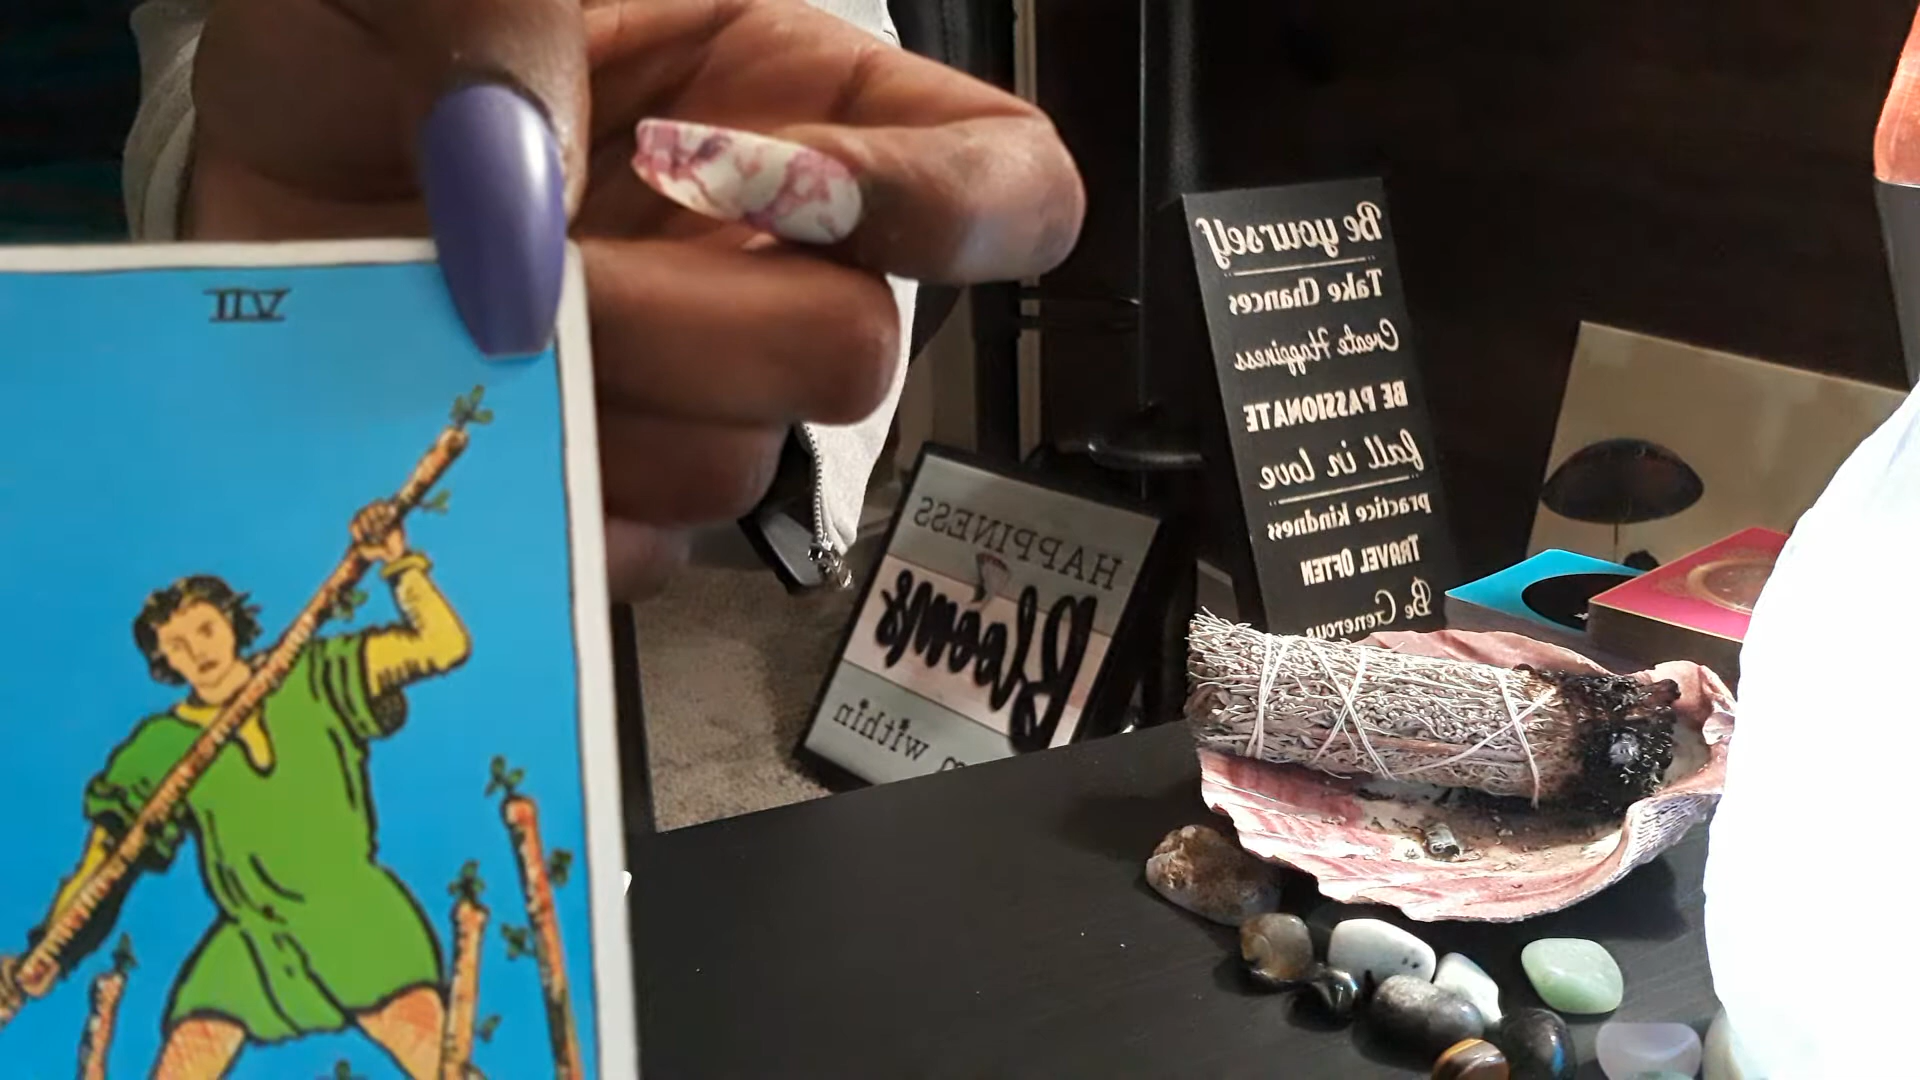 VII
Be yourself
Take Chances
Create Happiness
BE PASSIONATE
fall in love
practice kindness
TRAVEL OFTEN
Be Generous
HAPPINESS
Blooms
within